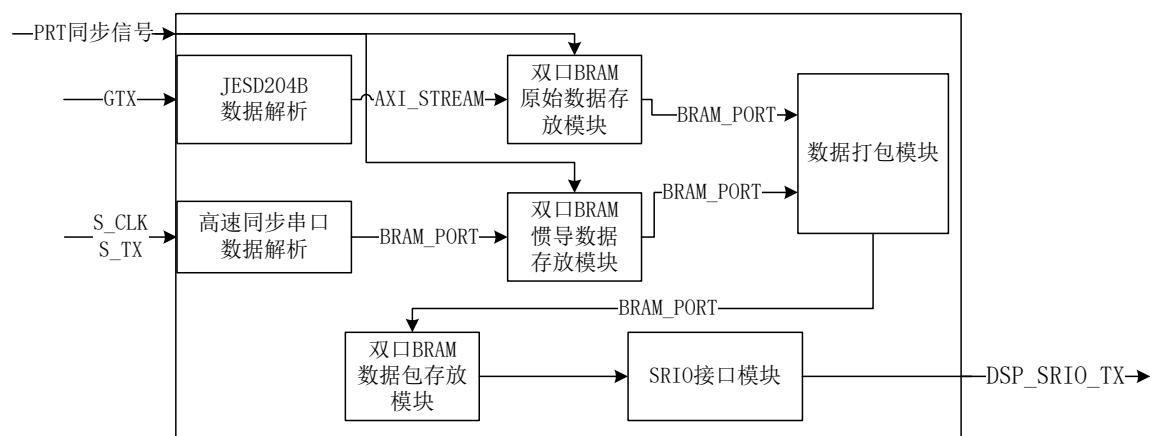 PRT同步信号
GTX
JESD204B
数据解析
AXI_STREAM
双口BRAM
原始数据存
放模块
BRAM_PORT
数据打包模块
S_CLK
S_TX
高速同步串口
数据解析
BRAM_PORT
双口BRAM
惯导数据
存放模块
BRAM_PORT
BRAM_PORT
双口BRAM
数据包存放
模块
SRIO接口模块
DSP_SRIO_TX